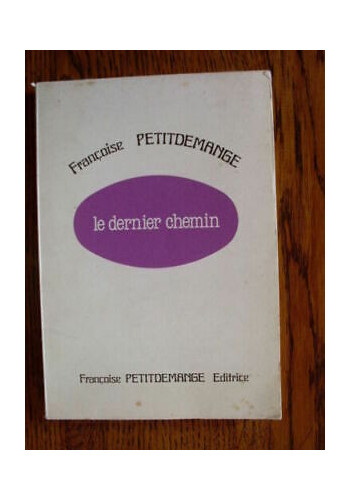 Françoise PETITDEMANGE
le dernier chemin
Françoise PETITDEMANGE Editrice